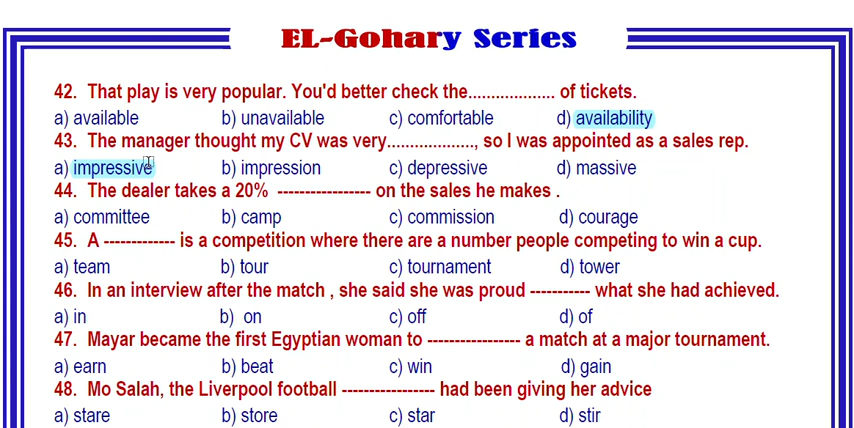 EL-Gohary Series
42. That play is very popular. You'd better check the................... of tickets.
a) available b) unavailable c) comfortable d) availability
43. The manager thought my CV was very..................., so I was appointed as a sales rep.
a) impressive b) impression c) depressive d) massive
44. The dealer takes a 20% ----------------- on the sales he makes .
a) committee b) camp c) commission d) courage
45. A ------------- is a competition where there are a number people competing to win a cup.
a) team b) tour c) tournament d) tower
46. In an interview after the match , she said she was proud ----------- what she had achieved.
a) in b) on c) off d) of
47. Mayar became the first Egyptian woman to ----------------- a match at a major tournament.
a) earn b) beat c) win d) gain
48. Mo Salah, the Liverpool football ----------------- had been giving her advice
a) stare b) store c) star d) stir